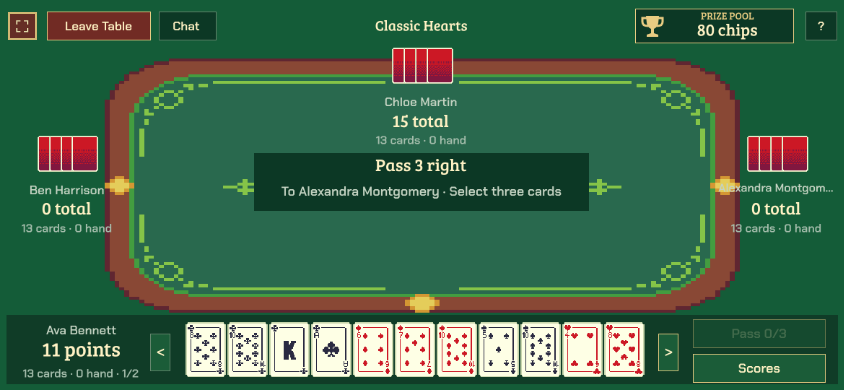 Leave Table
Chat
Classic Hearts
PRIZE POOL
80 chips
?
Chloe Martin
15 total
13 cards · 0 hand
Pass 3 right
To Alexandra Montgomery · Select three cards
Ben Harrison
0 total
13 cards · 0 hand
Alexandra Montgom...
0 total
13 cards · 0 hand
Ava Bennett
11 points
13 cards · 0 hand · 1/2
<
K
>
Pass 0/3
Scores